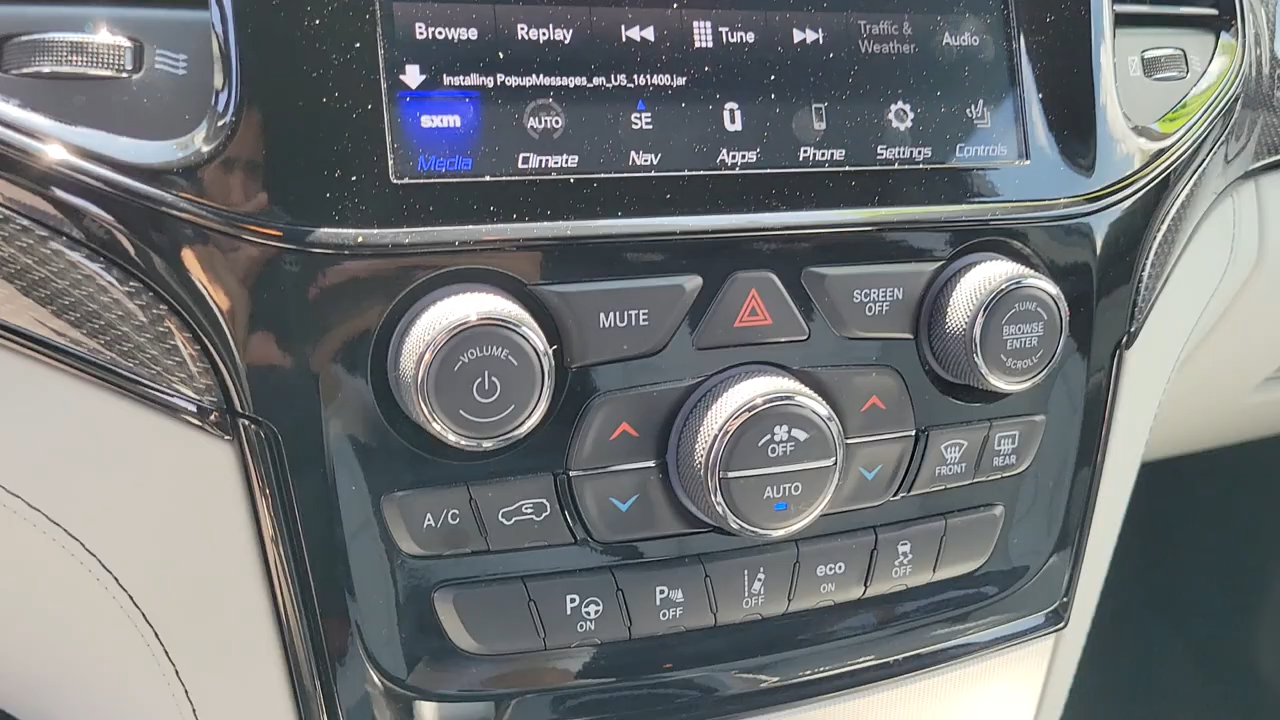 Browse
Replay
Tune
Traffic &
Weather
Audio
Installing PopupMessages_en_US_161400.jar
sxm
AUTO
SE
Media
Climate
Nav
Apps
Phone
Settings
Controls
MUTE
SCREEN
OFF
TUNE
BROWSE
ENTER
SCROLL
VOLUME
OFF
AUTO
FRONT
REAR
A/C
P
ON
P
OFF
OFF
eco
ON
OFF